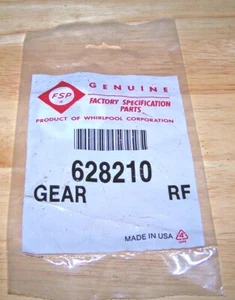 GENUINE
FSP
FACTORY SPECIFICATION
PARTS
PRODUCT OF WHIRLPOOL CORPORATION
628210
GEAR RF
MADE IN USA